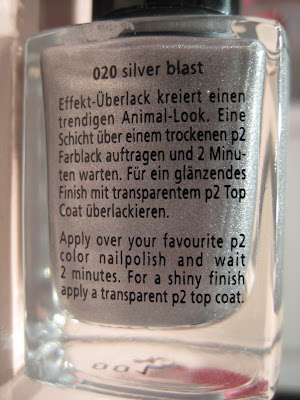 020 silver blast
Effekt-Überlack kreiert einen
trendigen Animal-Look. Eine
Schicht über einem trockenen p2
Farblack auftragen und 2 Minu-
ten warten. Für ein glänzendes
Finish mit transparentem p2 Top
Coat überlackieren.
Apply over your favourite p2
color nailpolish and wait
2 minutes. For a shiny finish
apply a transparent p2 top coat.